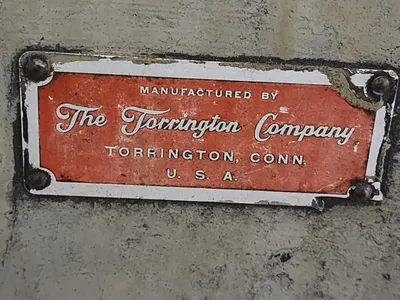 MANUFACTURED BY
The Torrington Company
TORRINGTON, CONN.
U. S. A.